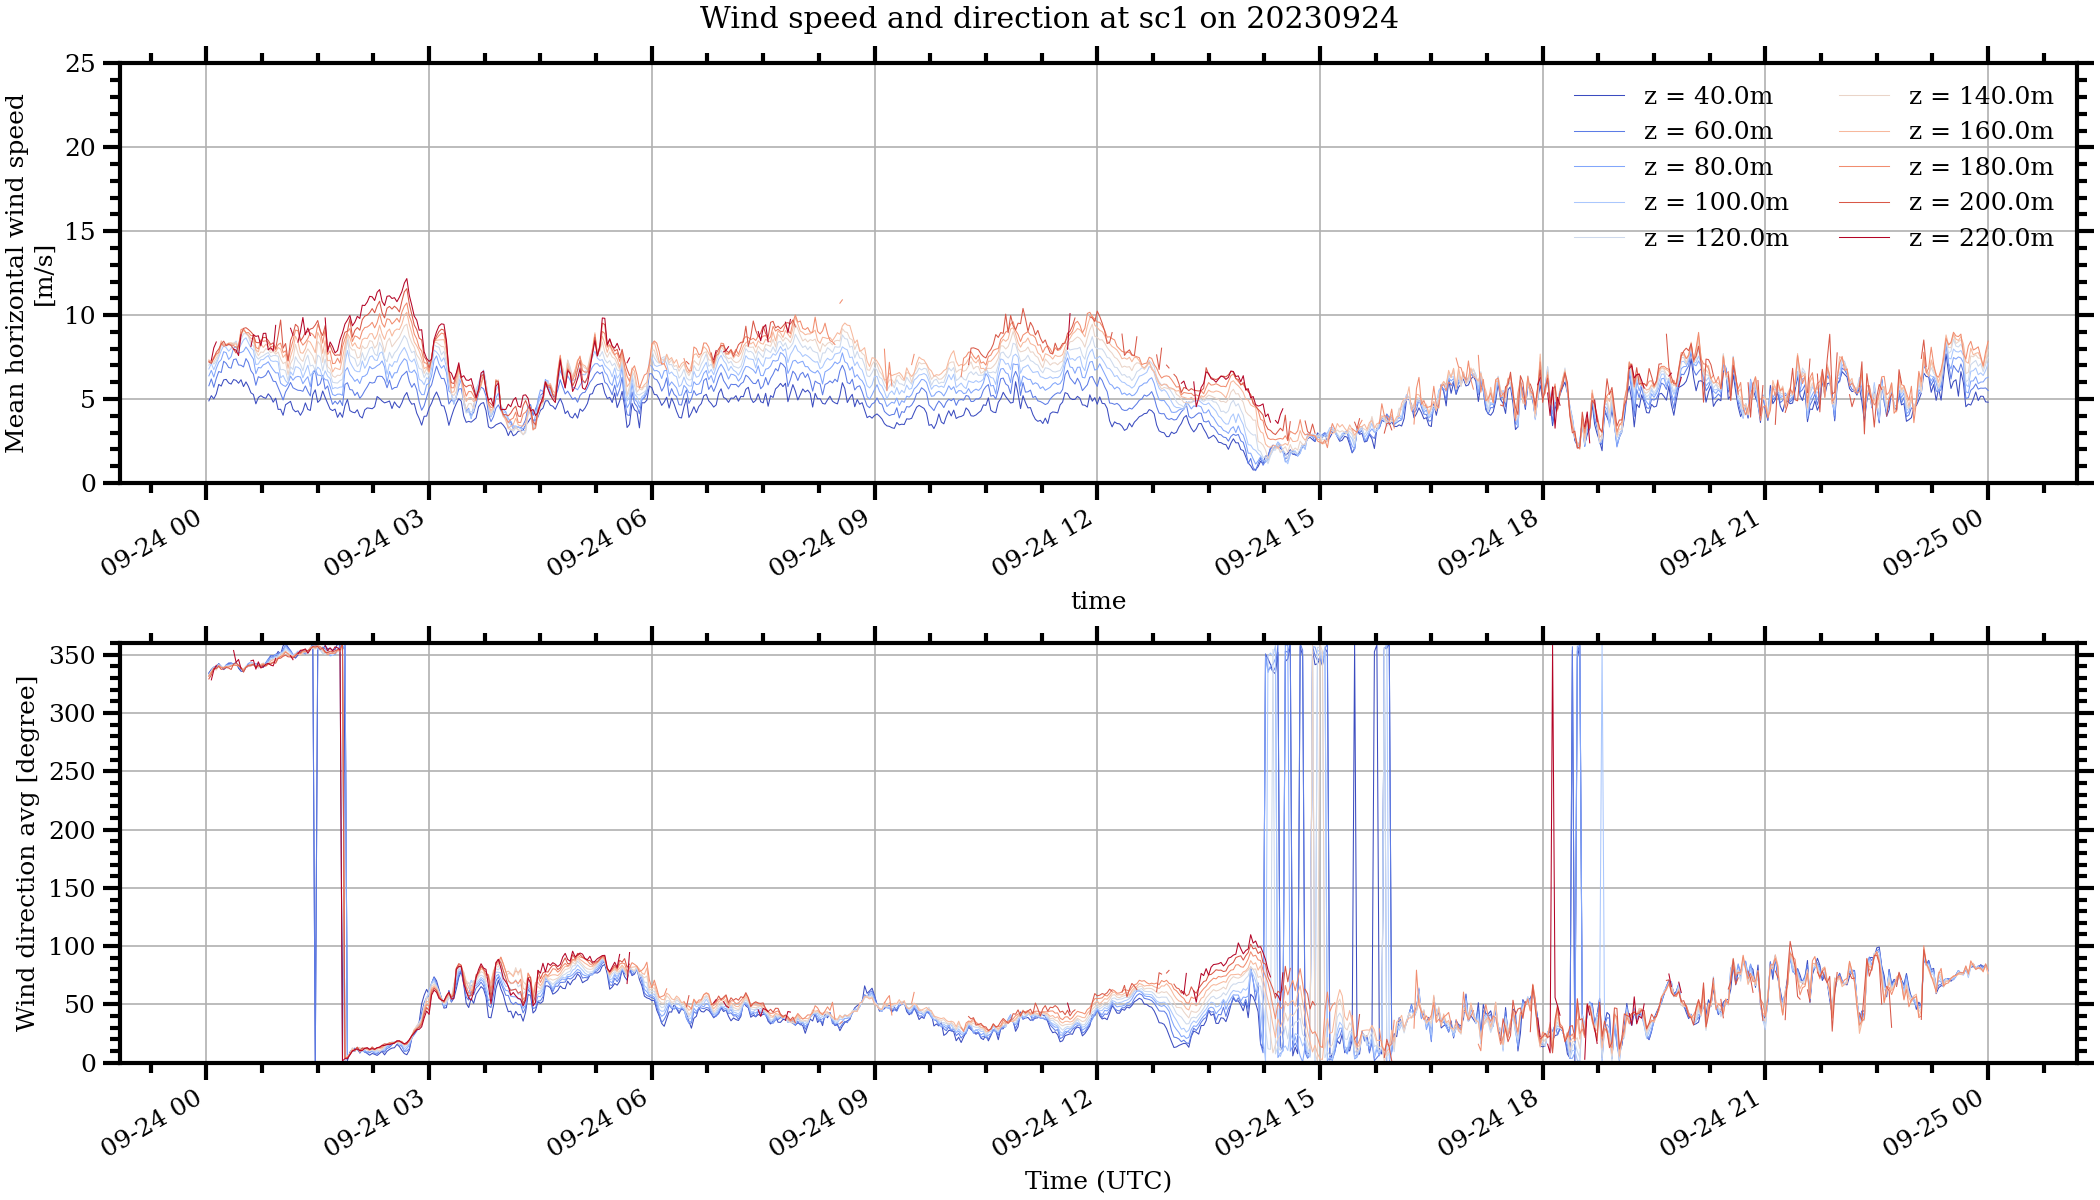 Wind speed and direction at sc1 on 20230924
Mean horizontal wind speed
[m/s]
25
20
15
10
5
0
z = 40.0m
z = 60.0m
z = 80.0m
z = 100.0m
z = 120.0m
z = 140.0m
z = 160.0m
z = 180.0m
z = 200.0m
z = 220.0m
09-24 00
09-24 03
09-24 06
09-24 09
09-24 12
09-24 15
09-24 18
09-24 21
09-25 00
time
Wind direction avg [degree]
350
300
250
200
150
100
50
0
09-24 00
09-24 03
09-24 06
09-24 09
09-24 12
09-24 15
09-24 18
09-24 21
09-25 00
Time (UTC)